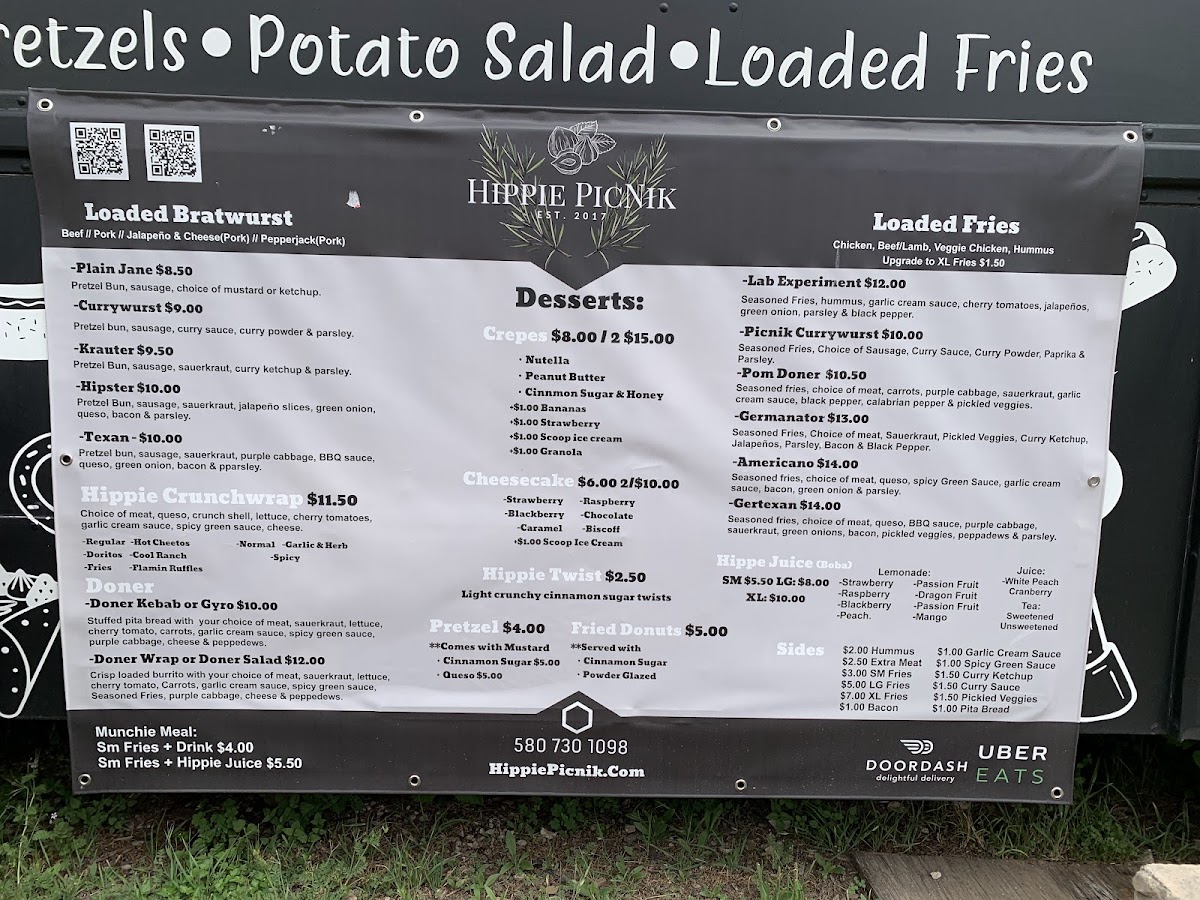 retzels • Potato Salad • Loaded Fries
HIPPIE PICNIK
EST. 2017
Loaded Bratwurst
Beef // Pork // Jalapeño & Cheese(Pork) // Pepperjack(Pork)
-Plain Jane $8.50
Pretzel Bun, sausage, choice of mustard or ketchup.
-Currywurst $9.00
Pretzel bun, sausage, curry sauce, curry powder & parsley.
-Krauter $9.50
Pretzel Bun, sausage, sauerkraut, curry ketchup & parsley.
-Hipster $10.00
Pretzel Bun, sausage, sauerkraut, jalapeño slices, green onion,
queso, bacon & parsley.
-Texan - $10.00
Pretzel bun, sausage, sauerkraut, purple cabbage, BBQ sauce,
queso, green onion, bacon & pparsley.
Hippie Crunchwrap $11.50
Choice of meat, queso, crunch shell, lettuce, cherry tomatoes,
garlic cream sauce, spicy green sauce, cheese.
-Regular -Hot Cheetos -Normal -Garlic & Herb
-Doritos -Cool Ranch -Spicy
-Fries -Flamin Ruffles
Doner
-Doner Kebab or Gyro $10.00
Stuffed pita bread with your choice of meat, sauerkraut, lettuce,
cherry tomato, carrots, garlic cream sauce, spicy green sauce,
purple cabbage, cheese & peppedews.
-Doner Wrap or Doner Salad $12.00
Crisp loaded burrito with your choice of meat, sauerkraut, lettuce,
cherry tomato, Carrots, garlic cream sauce, spicy green sauce,
Seasoned Fries, purple cabbage, cheese & peppedews.
Munchie Meal:
Sm Fries + Drink $4.00
Sm Fries + Hippie Juice $5.50
Desserts:
Crepes $8.00 / 2 $15.00
· Nutella
· Peanut Butter
· Cinnmon Sugar & Honey
+$1.00 Bananas
+$1.00 Strawberry
+$1.00 Scoop ice cream
+$1.00 Granola
Cheesecake $6.00 2/$10.00
-Strawberry -Raspberry
-Blackberry -Chocolate
-Caramel -Biscoff
+$1.00 Scoop Ice Cream
Hippie Twist $2.50
Light crunchy cinnamon sugar twists
Pretzel $4.00
**Comes with Mustard
· Cinnamon Sugar $5.00
· Queso $5.00
Fried Donuts $5.00
**Served with
· Cinnamon Sugar
· Powder Glazed
580 730 1098
HippiePicnik.Com
Loaded Fries
Chicken, Beef/Lamb, Veggie Chicken, Hummus
Upgrade to XL Fries $1.50
-Lab Experiment $12.00
Seasoned Fries, hummus, garlic cream sauce, cherry tomatoes, jalapeños,
green onion, parsley & black pepper.
-Picnik Currywurst $10.00
Seasoned Fries, Choice of Sausage, Curry Sauce, Curry Powder, Paprika &
Parsley.
-Pom Doner $10.50
Seasoned fries, choice of meat, carrots, purple cabbage, sauerkraut, garlic
cream sauce, black pepper, calabrian pepper & pickled veggies.
-Germanator $13.00
Seasoned Fries, Choice of meat, Sauerkraut, Pickled Veggies, Curry Ketchup,
Jalapeños, Parsley, Bacon & Black Pepper.
-Americano $14.00
Seasoned fries, choice of meat, queso, spicy Green Sauce, garlic cream
sauce, bacon, green onion & parsley.
-Gertexan $14.00
Seasoned fries, choice of meat, queso, BBQ sauce, purple cabbage,
sauerkraut, green onions, bacon, pickled veggies, peppadews & parsley.
Hippe Juice (Boba)
SM $5.50 LG: $8.00
XL: $10.00
Lemonade:
-Strawberry -Passion Fruit
-Raspberry -Dragon Fruit
-Blackberry -Passion Fruit
-Peach. -Mango
Juice:
-White Peach
Cranberry
Tea:
Sweetened
Unsweetened
Sides
$2.00 Hummus $1.00 Garlic Cream Sauce
$2.50 Extra Meat $1.00 Spicy Green Sauce
$3.00 SM Fries $1.50 Curry Ketchup
$5.00 LG Fries $1.50 Curry Sauce
$7.00 XL Fries $1.50 Pickled Veggies
$1.00 Bacon $1.00 Pita Bread
DOORDASH
delightful delivery
UBER
EATS